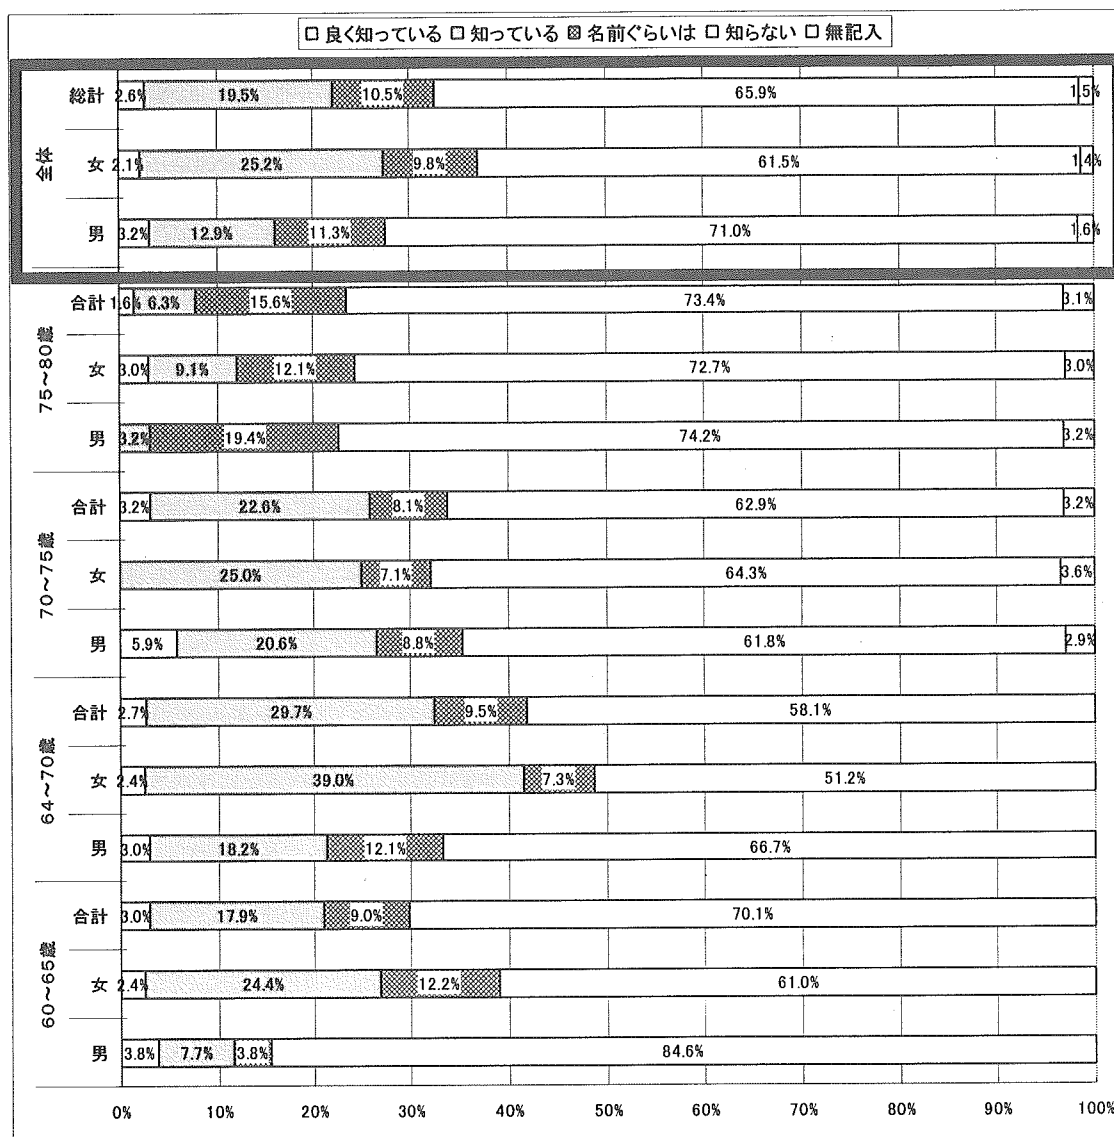 □ 良く知っている □ 知っている ▩ 名前ぐらいは □ 知らない □ 無記入
全体
総計 2.6% 19.5% 10.5% 65.9% 1.5%
女 2.1% 25.2% 9.8% 61.5% 1.4%
男 3.2% 12.9% 11.3% 71.0% 1.6%
75～80歳
合計 1.6% 6.3% 15.6% 73.4% 3.1%
女 3.0% 9.1% 12.1% 72.7% 3.0%
男 3.2% 19.4% 74.2% 3.2%
70～75歳
合計 3.2% 22.6% 8.1% 62.9% 3.2%
女 25.0% 7.1% 64.3% 3.6%
男 5.9% 20.6% 8.8% 61.8% 2.9%
64～70歳
合計 2.7% 29.7% 9.5% 58.1%
女 2.4% 39.0% 7.3% 51.2%
男 3.0% 18.2% 12.1% 66.7%
60～65歳
合計 3.0% 17.9% 9.0% 70.1%
女 2.4% 24.4% 12.2% 61.0%
男 3.8% 7.7% 3.8% 84.6%
0% 10% 20% 30% 40% 50% 60% 70% 80% 90% 100%